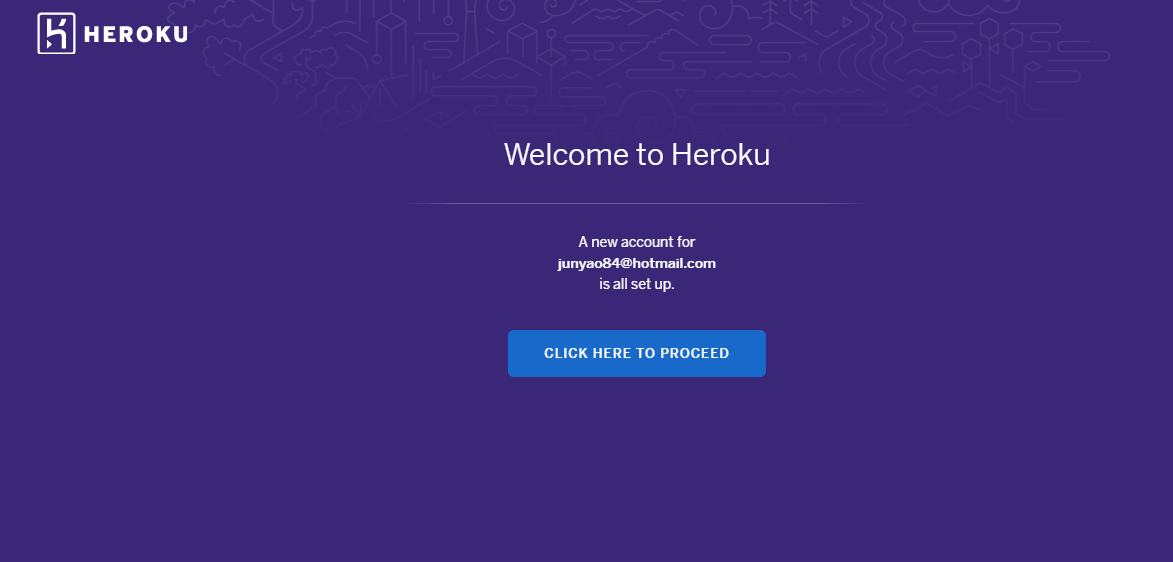 HEROKU
Welcome to Heroku
A new account for
junyao84@hotmail.com
is all set up.
CLICK HERE TO PROCEED